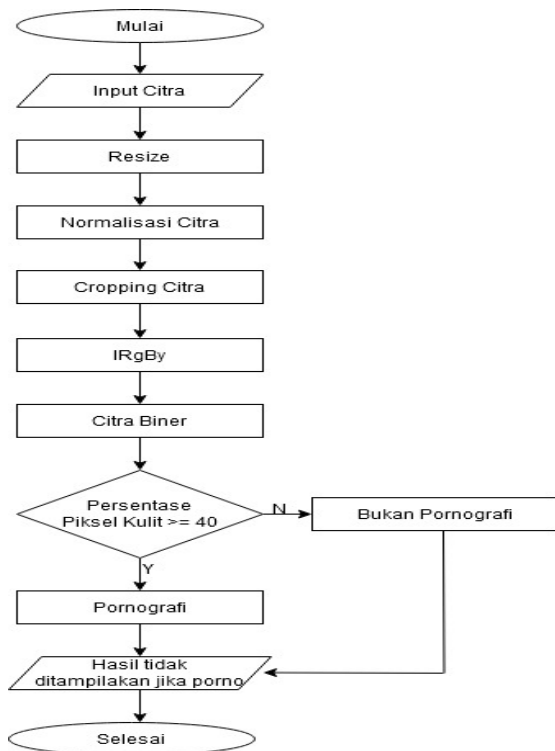 Mulai
Input Citra
Resize
Normalisasi Citra
Cropping Citra
IRgBy
Citra Biner
Persentase
Piksel Kulit >= 40
N
Bukan Pornografi
Y
Pornografi
Hasil tidak
ditampilakan jika porno
Selesai